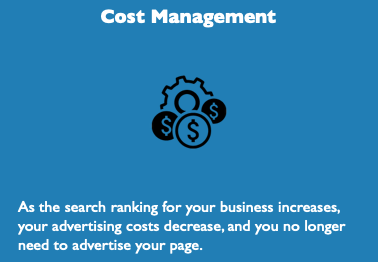 Cost Management
$ $ $
As the search ranking for your business increases,
your advertising costs decrease, and you no longer
need to advertise your page.